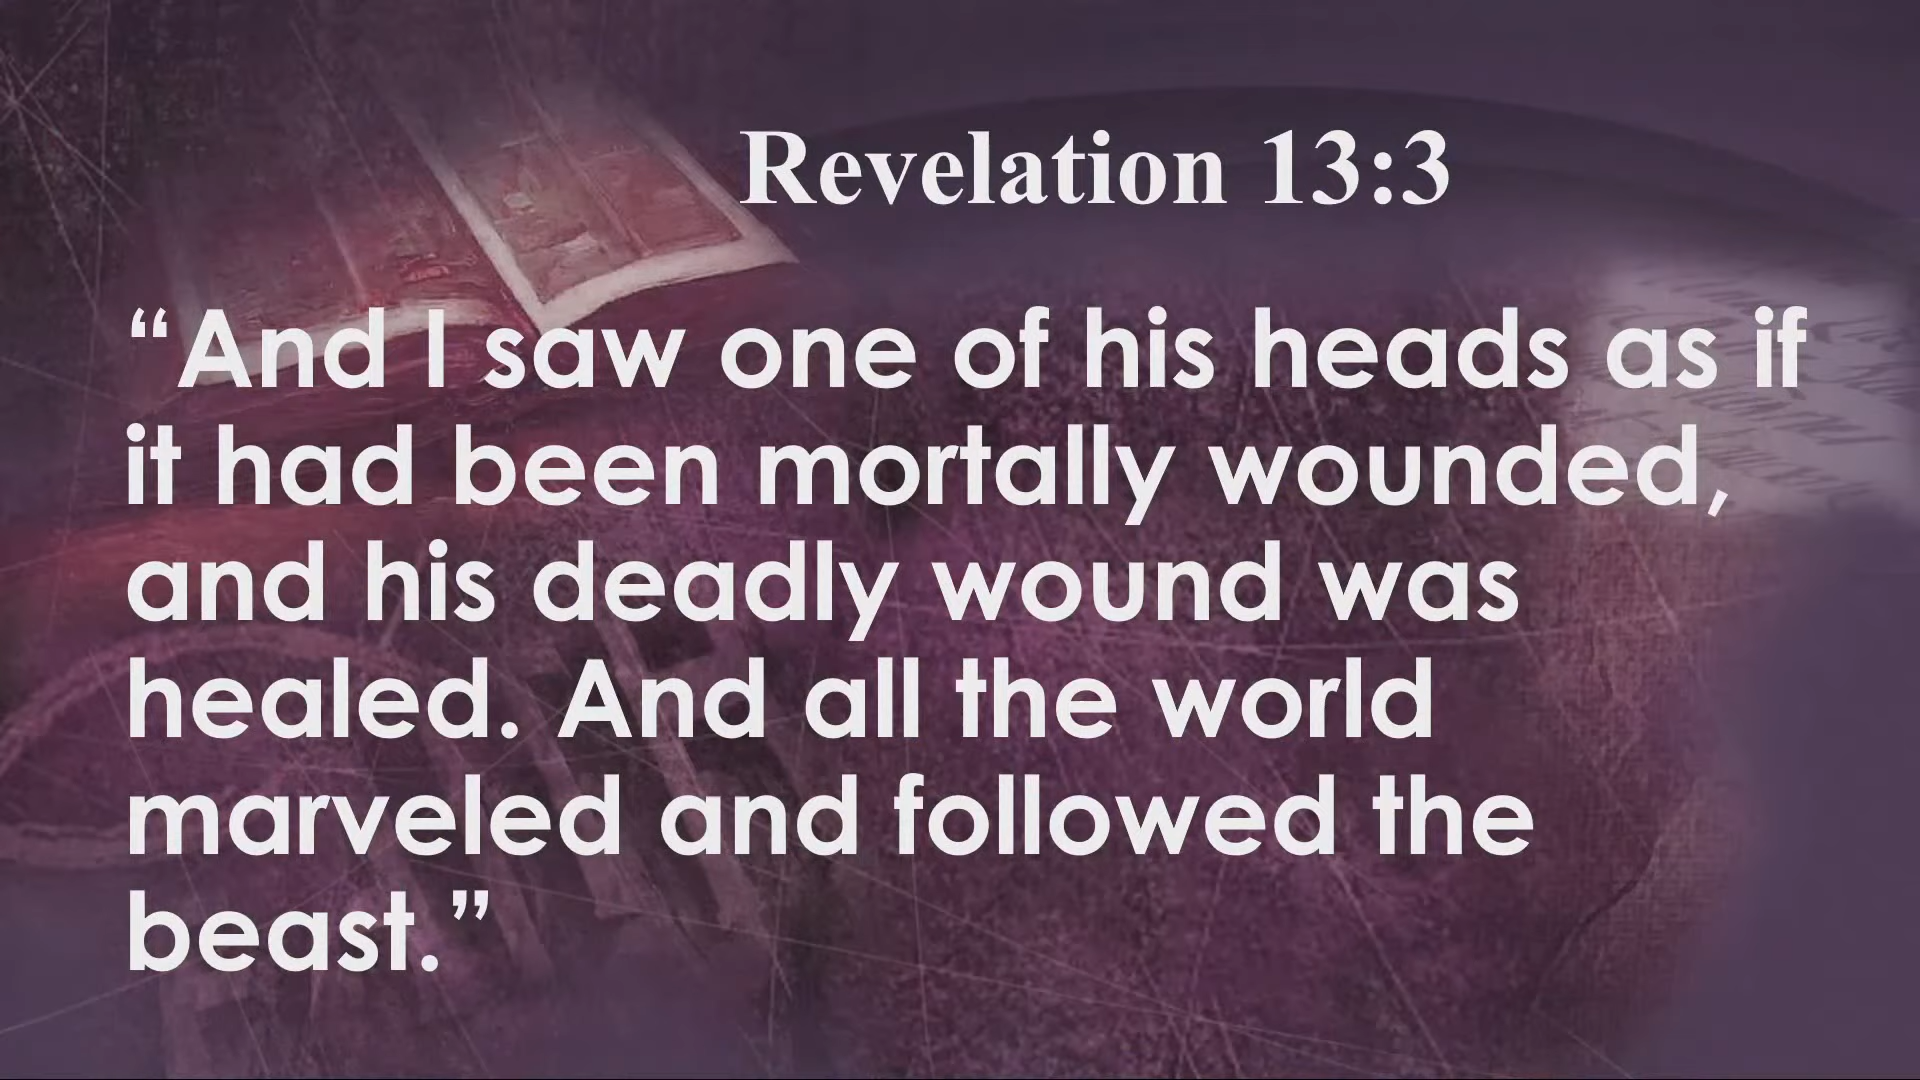 Revelation 13:3
“And I saw one of his heads as if
it had been mortally wounded,
and his deadly wound was
healed. And all the world
marveled and followed the
beast.”